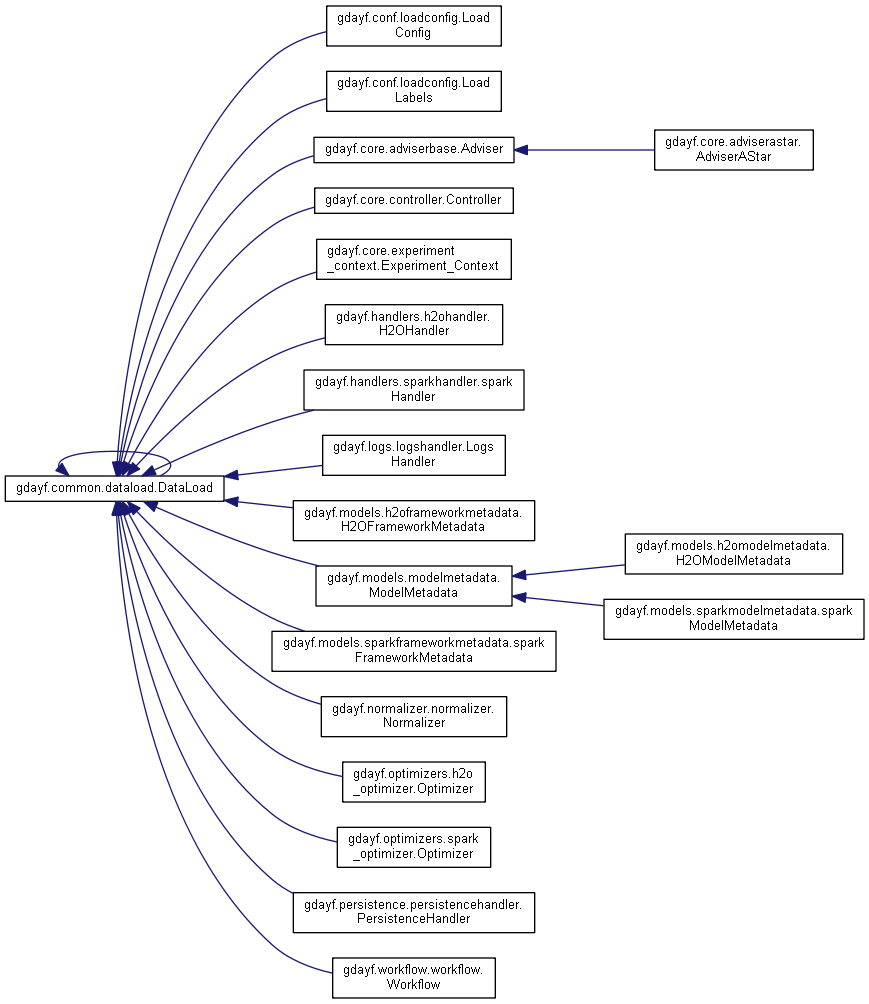 gdayf.conf.loadconfig.Load
Config
gdayf.conf.loadconfig.Load
Labels
gdayf.core.adviserbase.Adviser
gdayf.core.adviserastar.
AdviserAStar
gdayf.core.controller.Controller
gdayf.core.experiment
_context.Experiment_Context
gdayf.handlers.h2ohandler.
H2OHandler
gdayf.handlers.sparkhandler.spark
Handler
gdayf.logs.logshandler.Logs
Handler
gdayf.common.dataload.DataLoad
gdayf.models.h2oframeworkmetadata.
H2OFrameworkMetadata
gdayf.models.modelmetadata.
ModelMetadata
gdayf.models.h2omodelmetadata.
H2OModelMetadata
gdayf.models.sparkmodelmetadata.spark
ModelMetadata
gdayf.models.sparkframeworkmetadata.spark
FrameworkMetadata
gdayf.normalizer.normalizer.
Normalizer
gdayf.optimizers.h2o
_optimizer.Optimizer
gdayf.optimizers.spark
_optimizer.Optimizer
gdayf.persistence.persistencehandler.
PersistenceHandler
gdayf.workflow.workflow.
Workflow